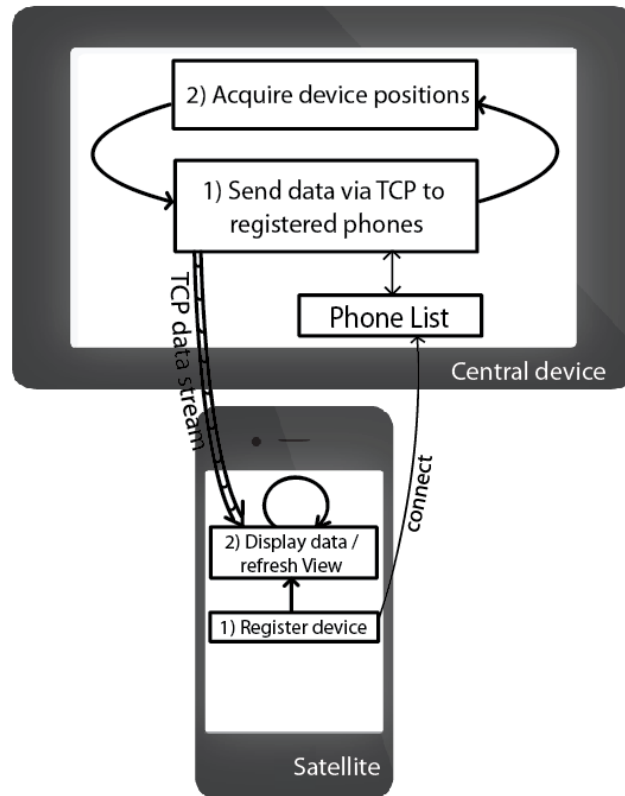 2) Acquire device positions
1) Send data via TCP to
registered phones
Phone List
Central device
TCP data stream
connect
2) Display data /
refresh View
1) Register device
Satellite